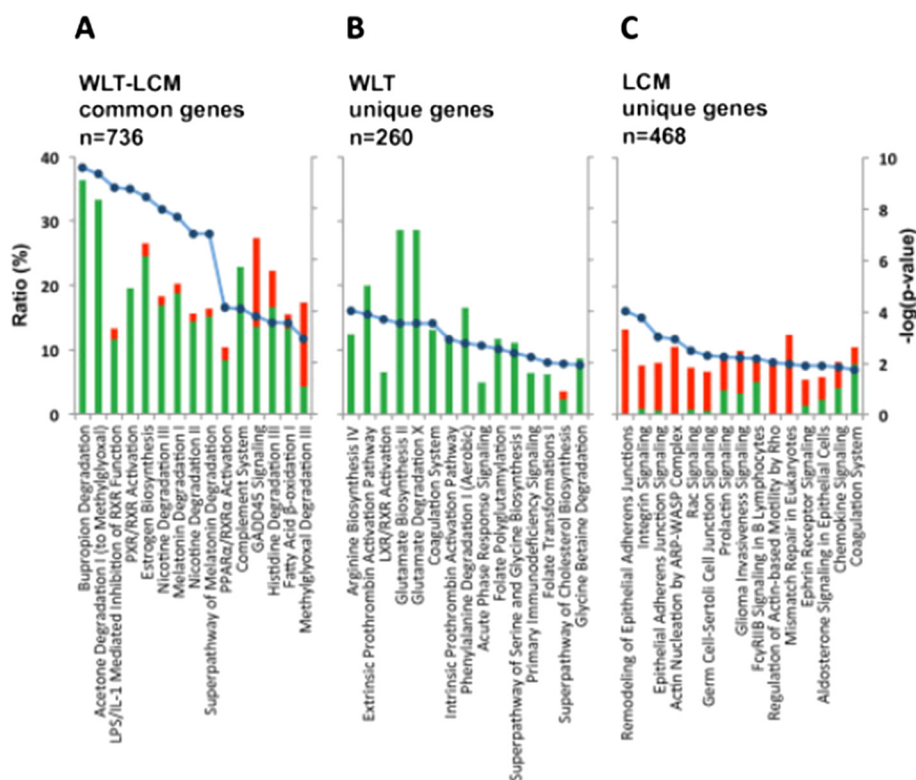 A
B
C
WLT-LCM
common genes
n=736
WLT
unique genes
n=260
LCM
unique genes
n=468
Ratio (%)
40
30
20
10
0
10
8
6
4
2
0
-log(p-value)
Bupropion Degradation
Acetone Degradation I (to Methylglyoxal)
LPS/IL-1 Mediated Inhibition of RXR Function
PXR/RXR Activation
Estrogen Biosynthesis
Nicotine Degradation III
Melatonin Degradation I
Nicotine Degradation II
Superpathway of Melatonin Degradation
PPARα/RXRα Activation
Complement System
GADD45 Signaling
Histidine Degradation III
Fatty Acid β-oxidation I
Methylglyoxal Degradation III
Arginine Biosynthesis IV
Extrinsic Prothrombin Activation Pathway
LXR/RXR Activation
Glutamate Biosynthesis II
Glutamate Degradation X
Coagulation System
Intrinsic Prothrombin Activation Pathway
Phenylalanine Degradation I (Aerobic)
Acute Phase Response Signaling
Folate Polyglutamylation
Superpathway of Serine and Glycine Biosynthesis I
Primary Immunodeficiency Signaling
Folate Transformations I
Superpathway of Cholesterol Biosynthesis
Glycine Betaine Degradation
Remodeling of Epithelial Adherens Junctions
Integrin Signaling
Epithelial Adherens Junction Signaling
Actin Nucleation by ARP-WASP Complex
Rac Signaling
Germ Cell-Sertoli Cell Junction Signaling
Prolactin Signaling
Glioma Invasiveness Signaling
FcγRIIB Signaling in B Lymphocytes
Regulation of Actin-based Motility by Rho
Mismatch Repair in Eukaryotes
Ephrin Receptor Signaling
Aldosterone Signaling in Epithelial Cells
Chemokine Signaling
Coagulation System